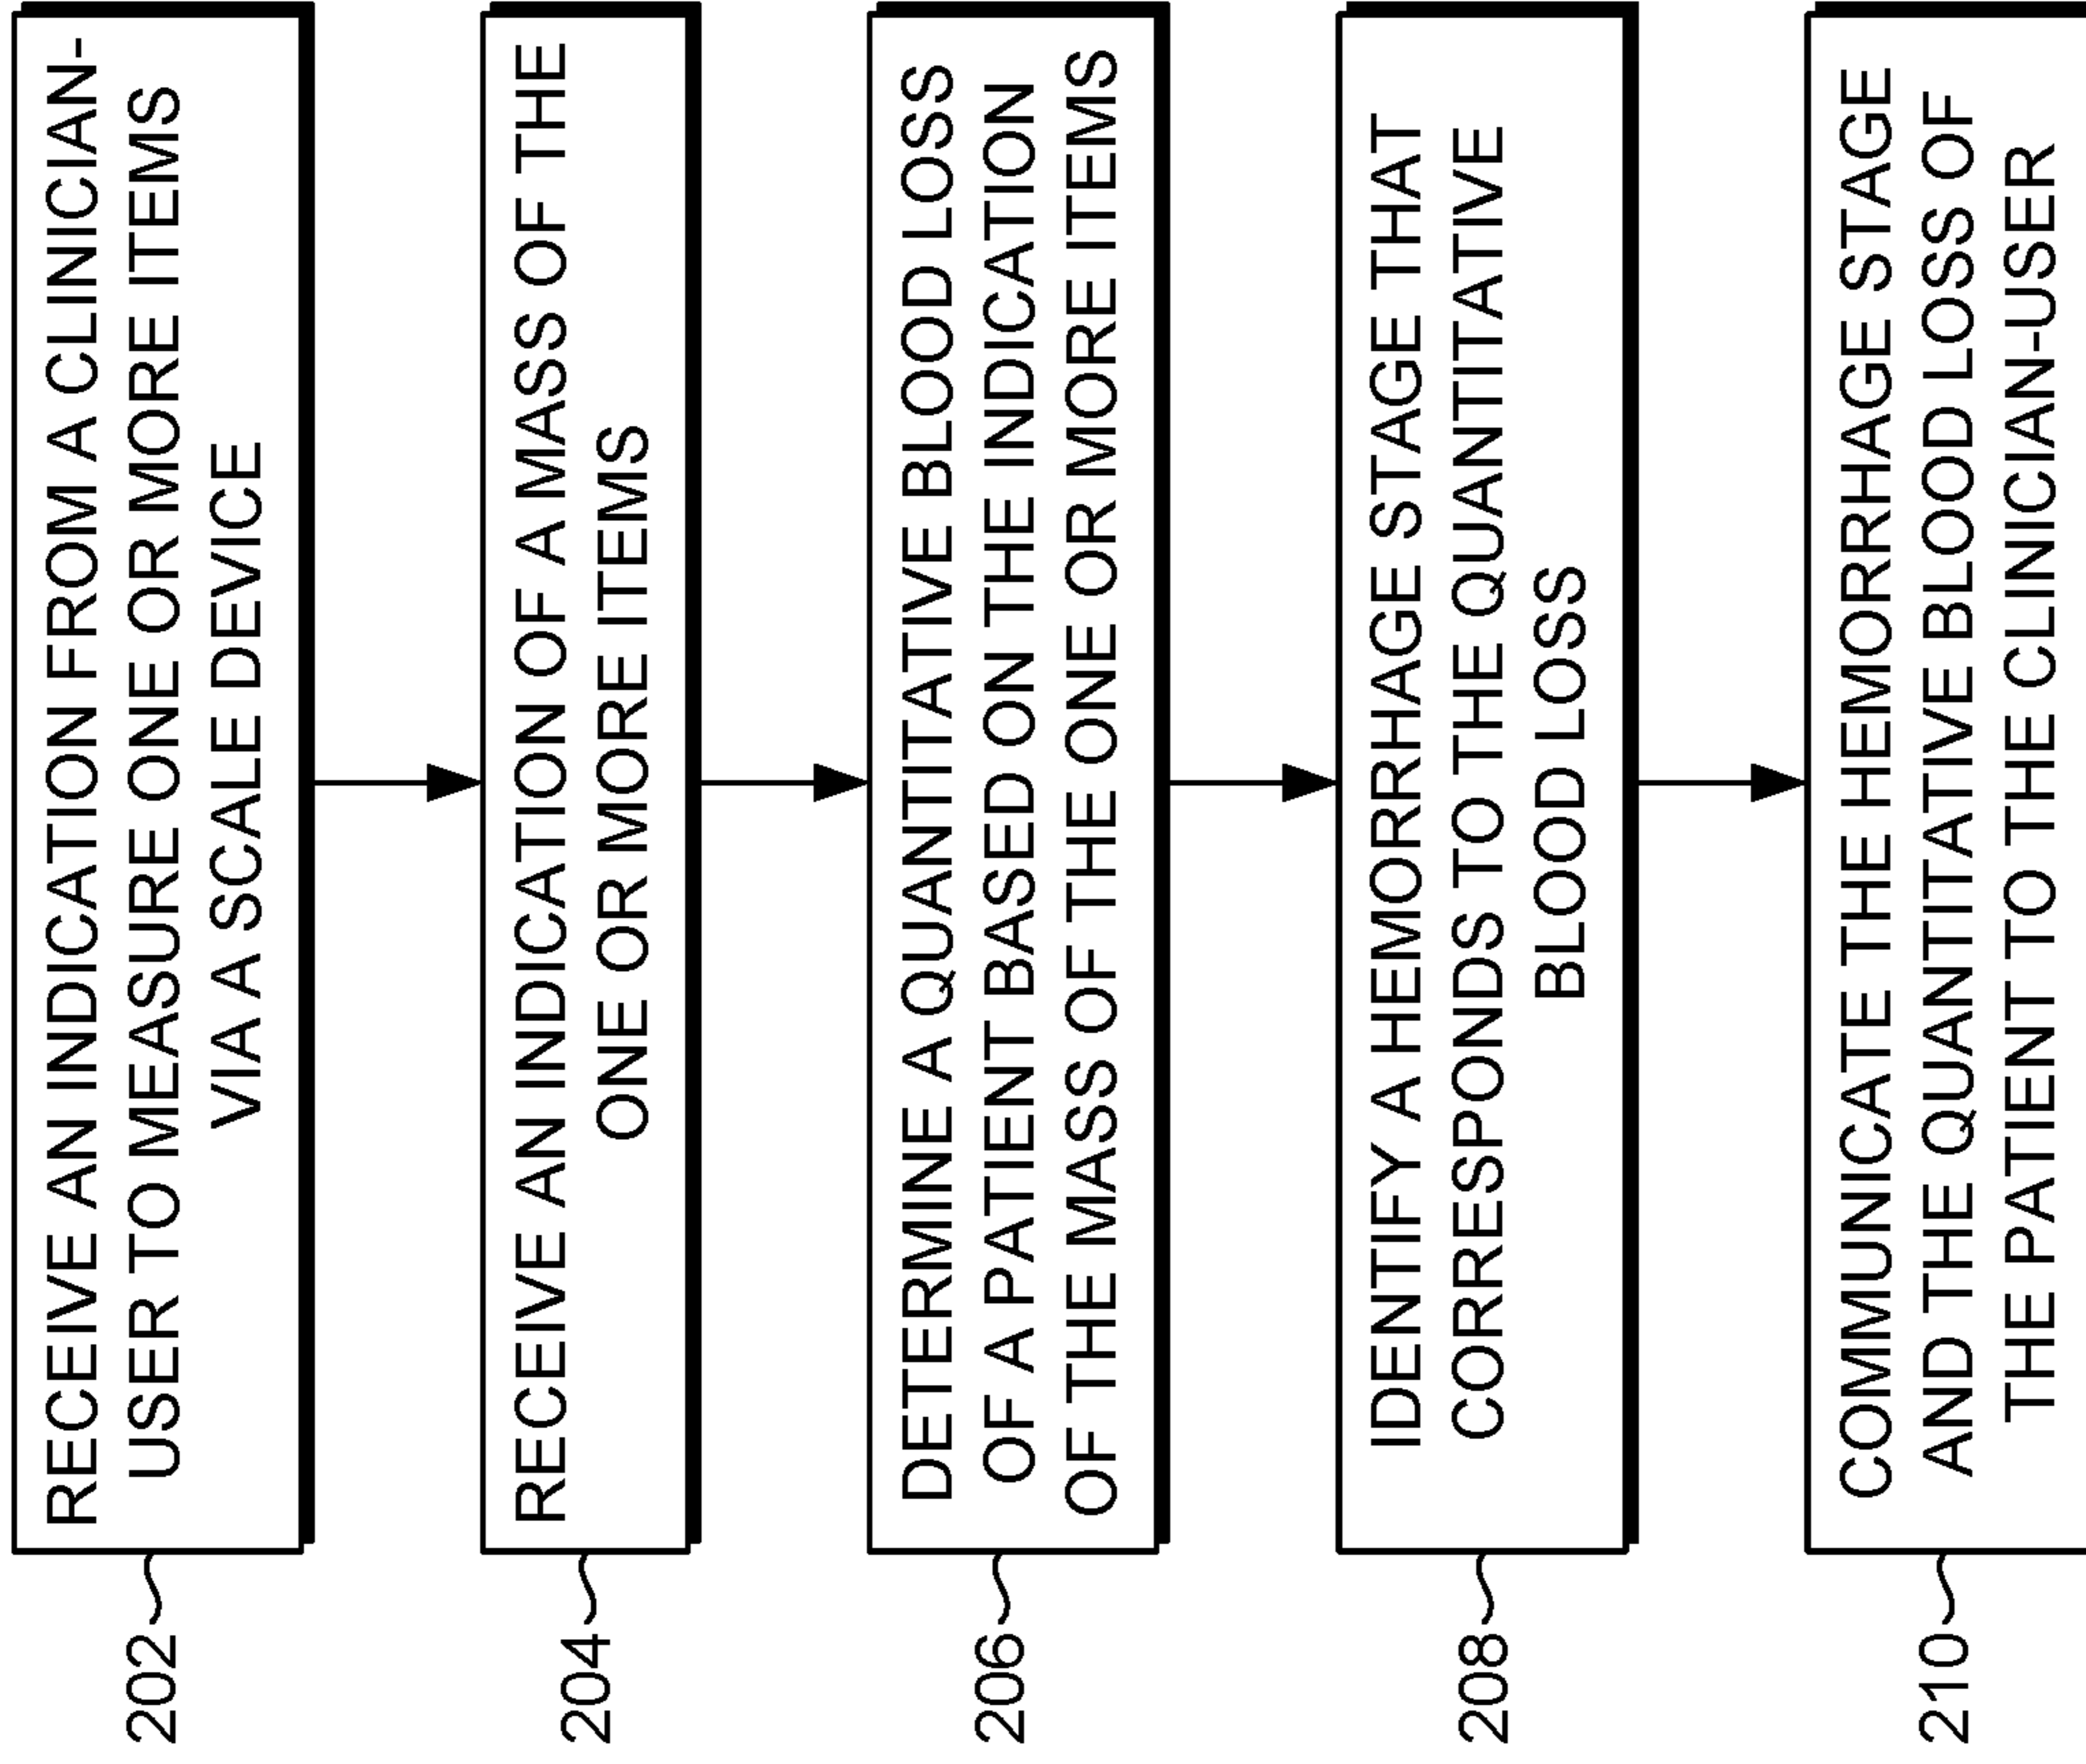 202
RECEIVE AN INDICATION FROM A CLINICIAN-
USER TO MEASURE ONE OR MORE ITEMS
VIA A SCALE DEVICE
204
RECEIVE AN INDICATION OF A MASS OF THE
ONE OR MORE ITEMS
206
DETERMINE A QUANTITATIVE BLOOD LOSS
OF A PATIENT BASED ON THE INDICATION
OF THE MASS OF THE ONE OR MORE ITEMS
208
IDENTIFY A HEMORRHAGE STAGE THAT
CORRESPONDS TO THE QUANTITATIVE
BLOOD LOSS
210
COMMUNICATE THE HEMORRHAGE STAGE
AND THE QUANTITATIVE BLOOD LOSS OF
THE PATIENT TO THE CLINICIAN-USER